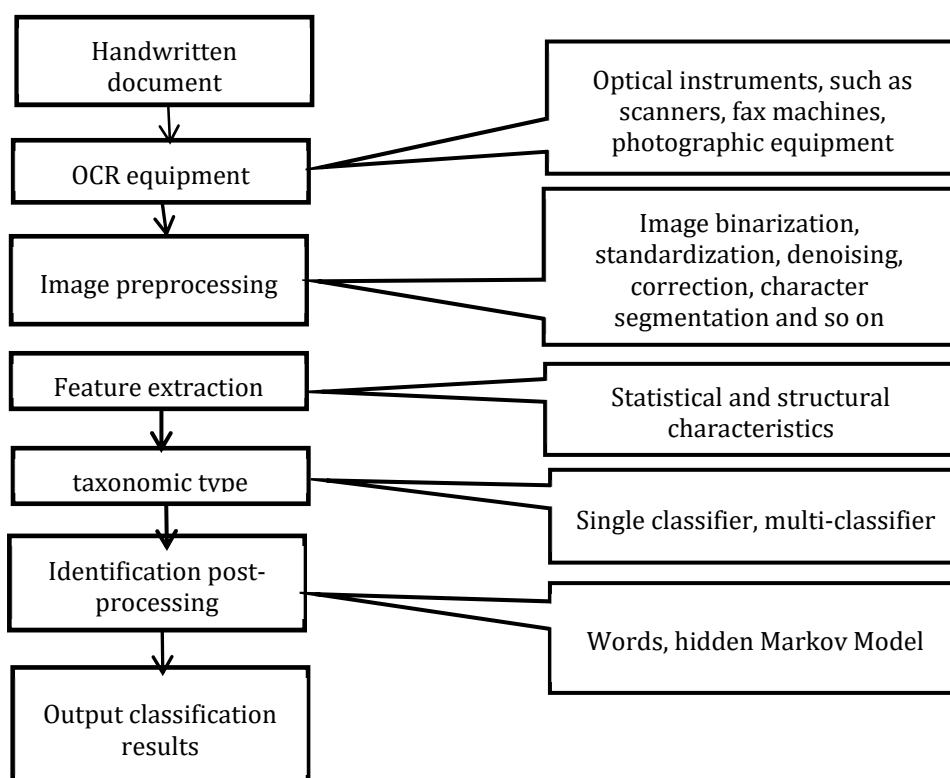 Handwritten
document
Optical instruments, such as
scanners, fax machines,
photographic equipment
OCR equipment
Image binarization,
standardization, denoising,
correction, character
segmentation and so on
Image preprocessing
Feature extraction
Statistical and structural
characteristics
taxonomic type
Single classifier, multi-classifier
Identification post-
processing
Words, hidden Markov Model
Output classification
results